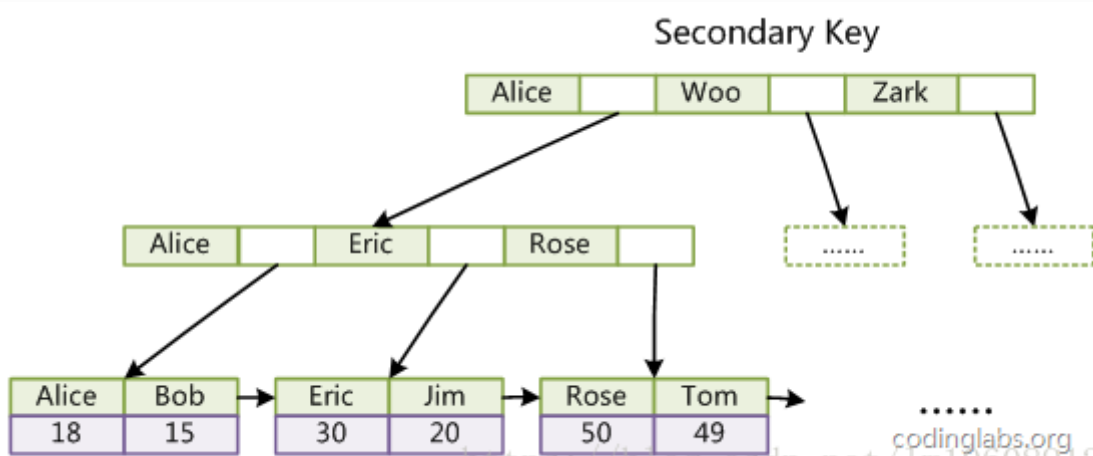 Secondary Key
Alice Woo Zark
Alice Eric Rose
...... ......
Alice Bob Eric Jim Rose Tom
18 15 30 20 50 49
......
codinglabs.org